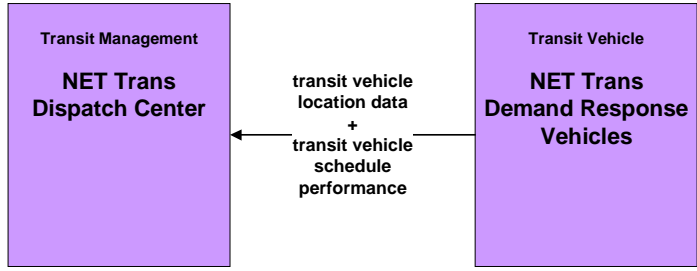 Transit Management
NET Trans
Dispatch Center
transit vehicle
location data
+
transit vehicle
schedule
performance
Transit Vehicle
NET Trans
Demand Response
Vehicles